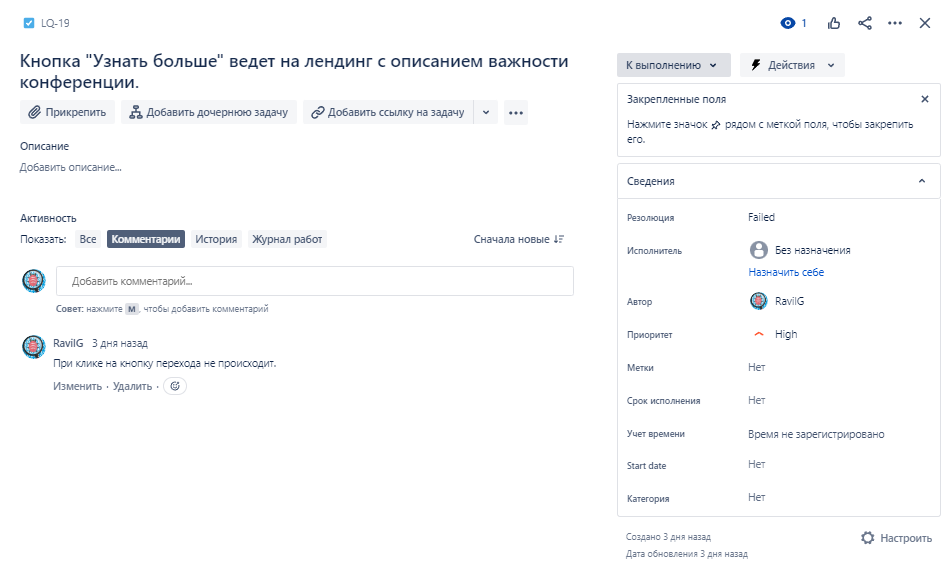 LQ-19
1
Кнопка "Узнать больше" ведет на лендинг с описанием важности
конференции.
Прикрепить
Добавить дочернюю задачу
Добавить ссылку на задачу
Описание
Добавить описание...
Активность
Показать: Все Комментарии История Журнал работ
Сначала новые
Добавить комментарий...
Совет: нажмите M, чтобы добавить комментарий
RavilG 3 дня назад
При клике на кнопку перехода не происходит.
Изменить · Удалить ·
К выполнению
Действия
Закрепленные поля
Нажмите значок рядом с меткой поля, чтобы закрепить
его.
Сведения
Резолюция Failed
Исполнитель Без назначения
Назначить себе
Автор RavilG
Приоритет High
Метки Нет
Срок исполнения Нет
Учет времени Время не зарегистрировано
Start date Нет
Категория Нет
Создано 3 дня назад
Дата обновления 3 дня назад
Настроить